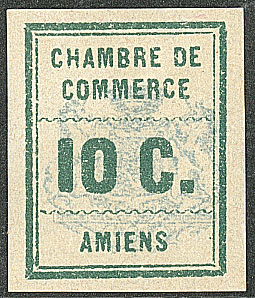 CHAMBRE DE
COMMERCE
10 C.
AMIENS